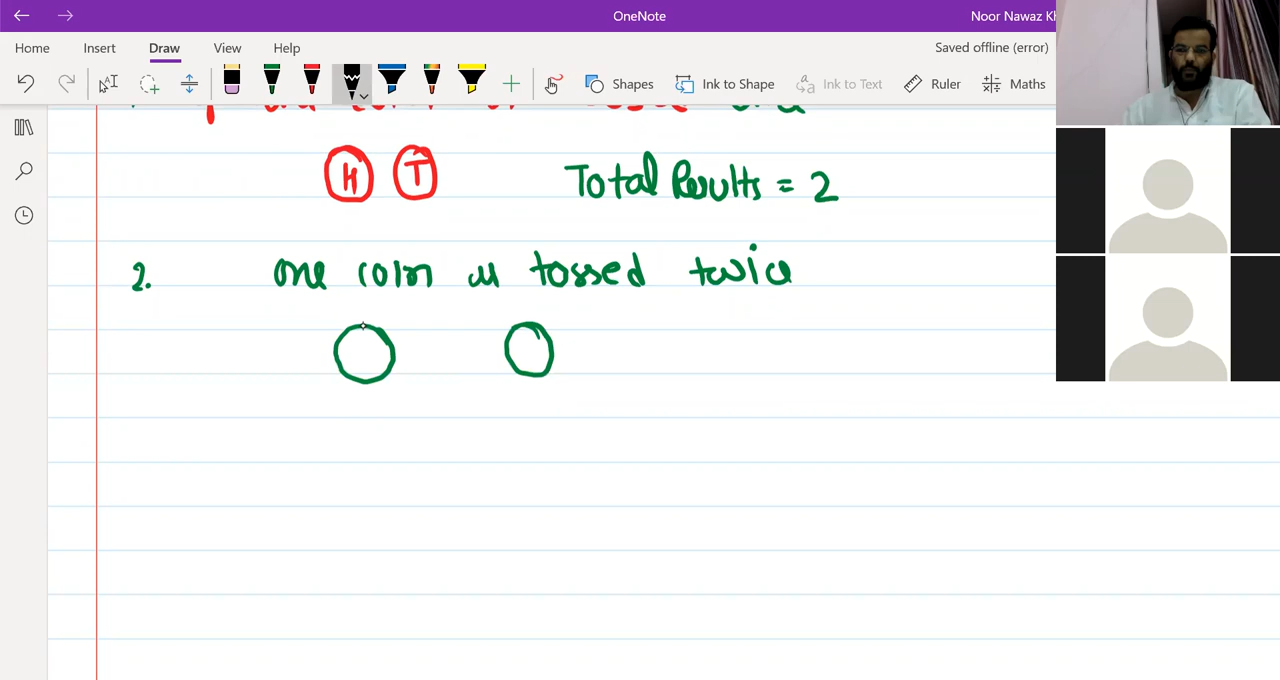 OneNote
Noor Nawaz Kh
Home Insert Draw View Help
Saved offline (error)
Shapes Ink to Shape Ink to Text Ruler Maths
H T Total Results = 2
2. one coin is tossed twice